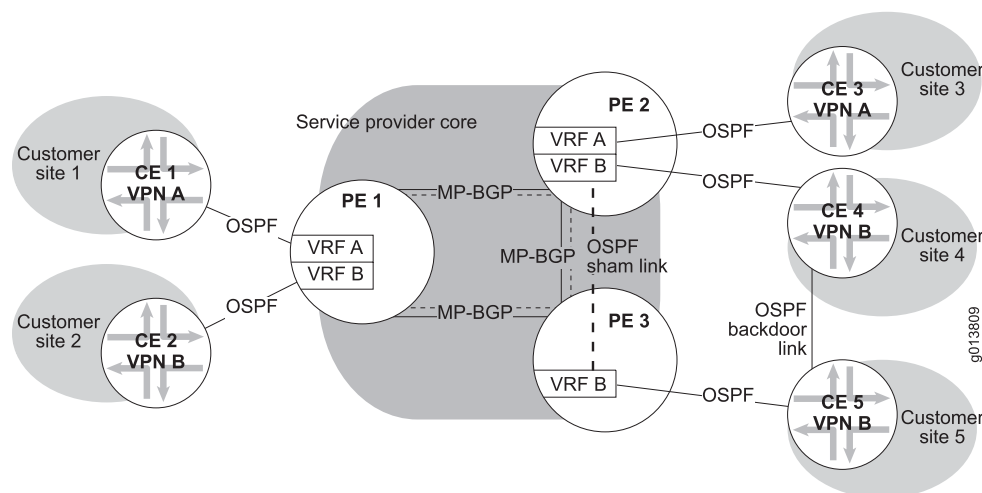 Customer
site 1
CE 1
VPN A
OSPF
Customer
site 2
CE 2
VPN B
OSPF
Service provider core
PE 1
VRF A
VRF B
MP-BGP
MP-BGP
MP-BGP
OSPF
sham link
PE 2
VRF A
VRF B
PE 3
VRF B
OSPF
OSPF
OSPF
CE 3
VPN A
Customer
site 3
CE 4
VPN B
Customer
site 4
OSPF
backdoor
link
CE 5
VPN B
Customer
site 5
g013809